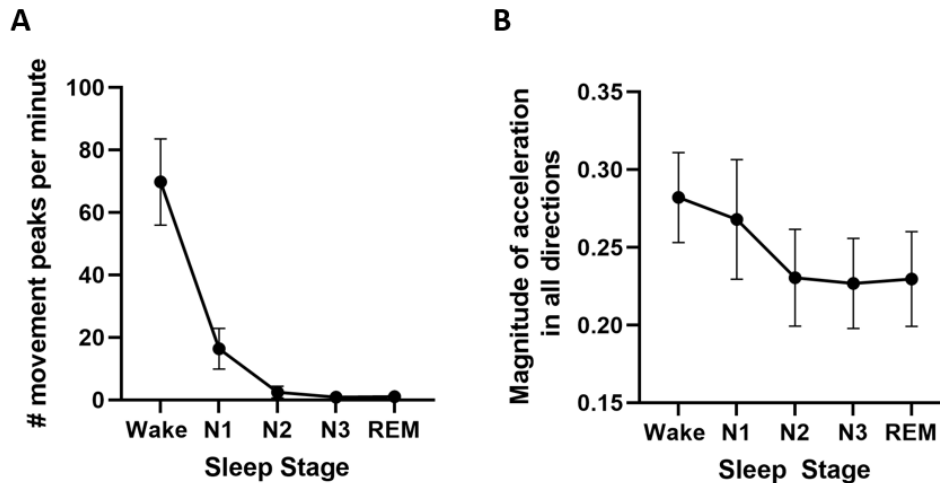 A
# movement peaks per minute
100
80
60
40
20
0
Wake N1 N2 N3 REM
Sleep Stage
B
Magnitude of acceleration
in all directions
0.35
0.30
0.25
0.20
0.15
Wake N1 N2 N3 REM
Sleep Stage